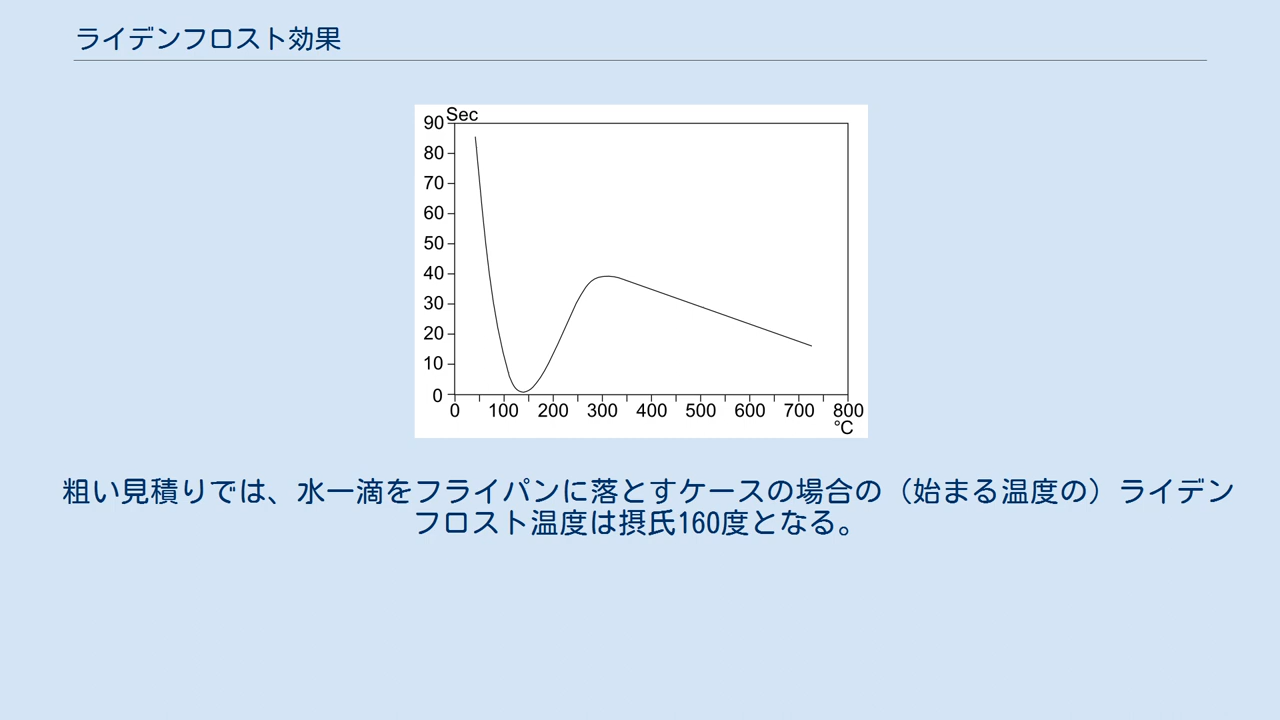 ライデンフロスト効果
Sec
90
80
70
60
50
40
30
20
10
0
0 100 200 300 400 500 600 700 800
°C
粗い見積りでは、水一滴をフライパンに落とすケースの場合の（始まる温度の）ライデン
フロスト温度は摂氏160度となる。